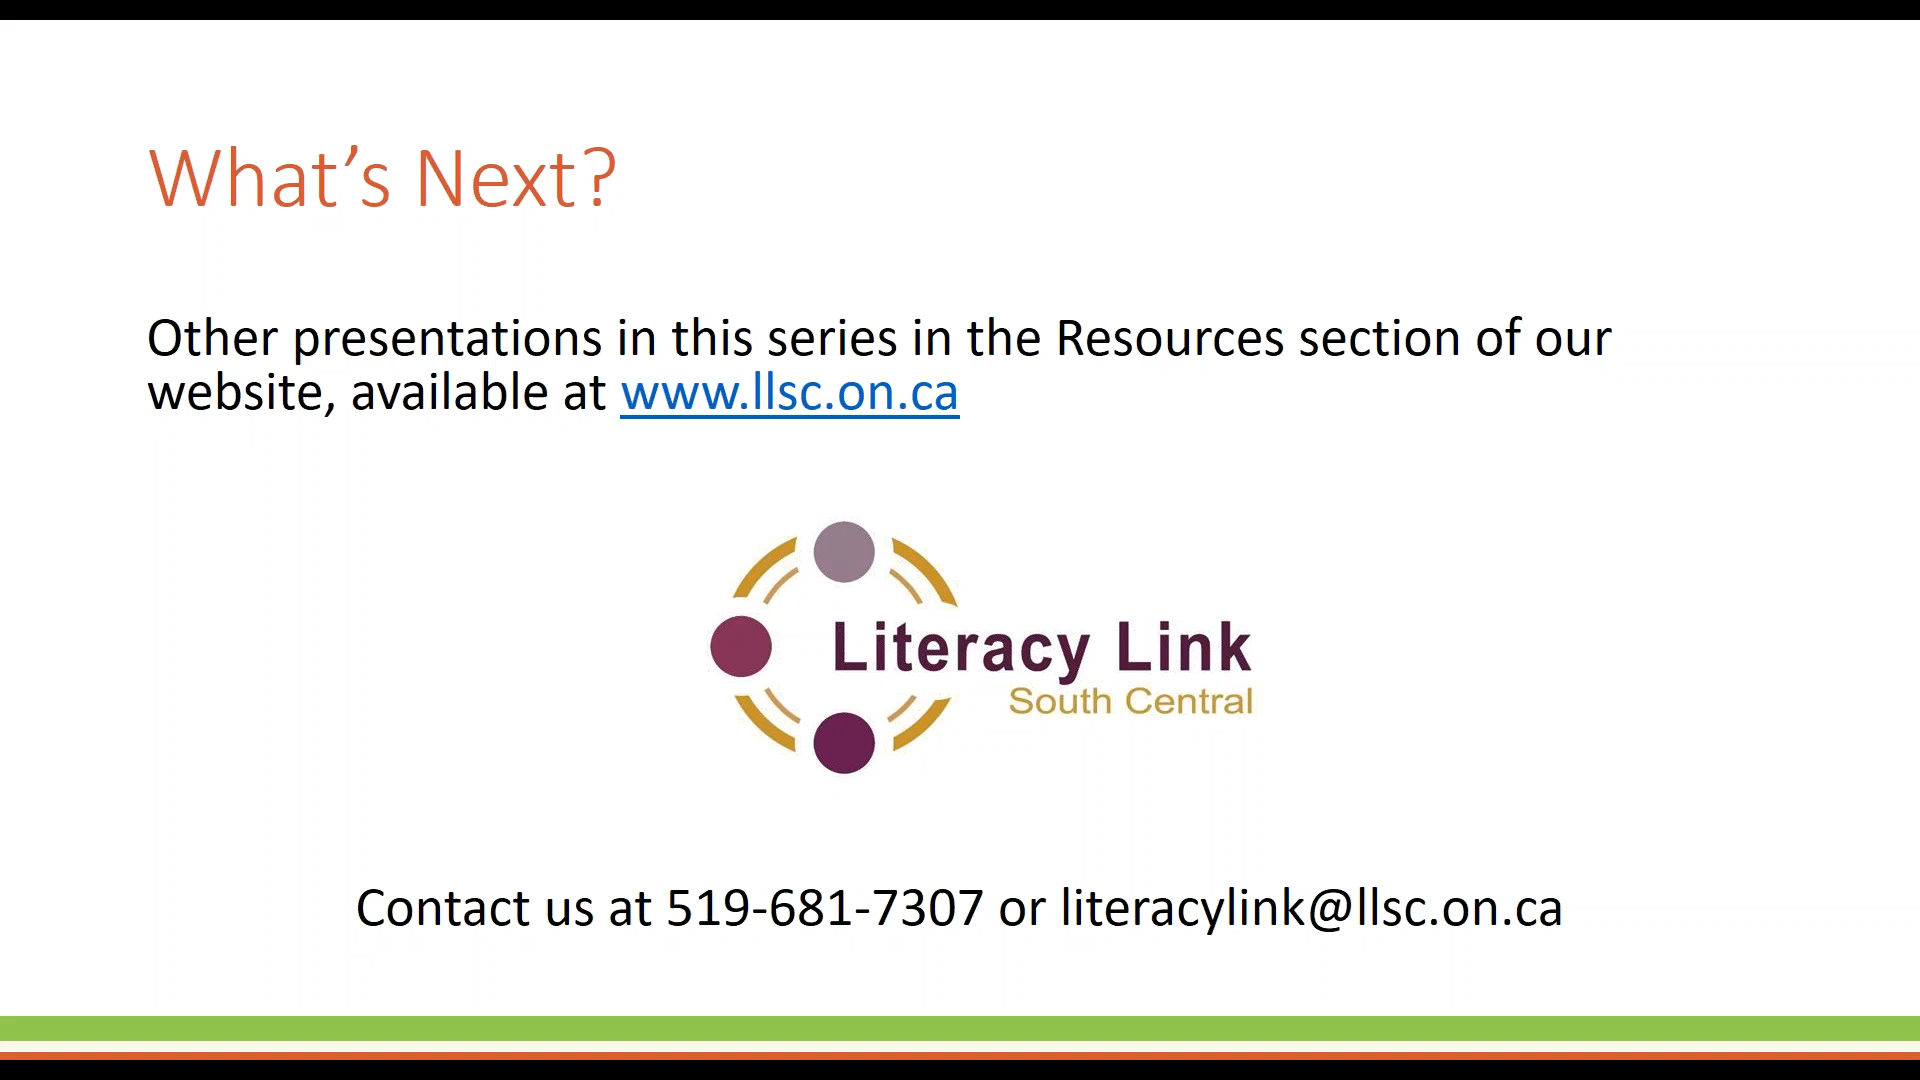 What’s Next?
Other presentations in this series in the Resources section of our
website, available at www.llsc.on.ca
Literacy Link
South Central
Contact us at 519-681-7307 or literacylink@llsc.on.ca